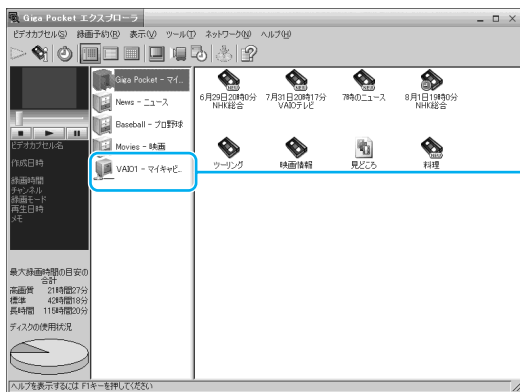 Giga Pocket エクスプローラ
ビデオカプセル(S) 録画予約(R) 表示(V) ツール(T) ネットワーク(N) ヘルプ(H)
Giga Pocket - マイ...
News - ニュース
Baseball - プロ野球
Movies - 映画
VAIO1 - マイキャビ...
6月29日20時0分
NHK総合
7月31日20時17分
VAIOテレビ
7時のニュース
8月1日19時0分
NHK総合
ツーリング
映画情報
見どころ
料理
ビデオカプセル名
作成日時
録画時間
チャンネル
録画モード
再生日時
メモ
最大録画時間の目安の
合計
高画質 21時間27分
標準 42時間18分
長時間 115時間20分
ディスクの使用状況
ヘルプを表示するには F1キーを押してください